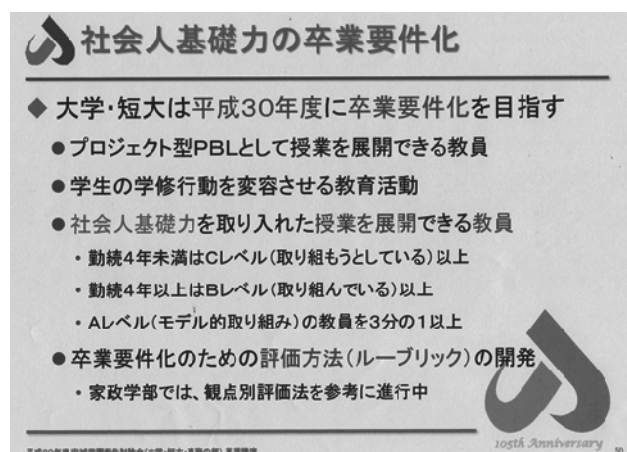 社会人基礎力の卒業要件化
◆ 大学・短大は平成30年度に卒業要件化を目指す
●プロジェクト型PBLとして授業を展開できる教員
●学生の学修行動を変容させる教育活動
●社会人基礎力を取り入れた授業を展開できる教員
・勤続4年未満はCレベル(取り組もうとしている)以上
・勤続4年以上はBレベル(取り組んでいる)以上
・Aレベル(モデル的取り組み)の教員を3分の1以上
●卒業要件化のための評価方法(ルーブリック)の開発
・家政学部では、観点別評価法を参考に進行中
105th Anniversary
50